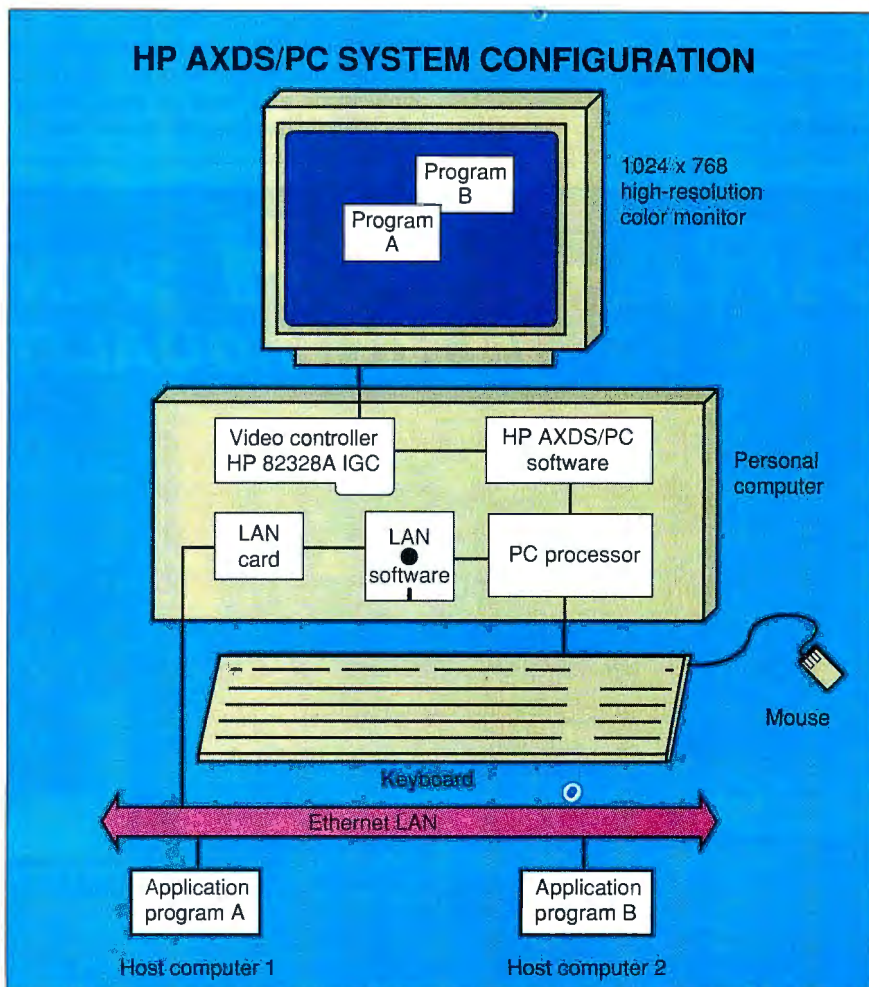 HP AXDS/PC SYSTEM CONFIGURATION
Program
B
Program
A
1024 x 768
high-resolution
color monitor
Video controller
HP 82328A IGC
HP AXDS/PC
software
Personal
computer
LAN
card
LAN
software
PC processor
Mouse
Keyboard
Ethernet LAN
Application
program A
Application
program B
Host computer 1
Host computer 2